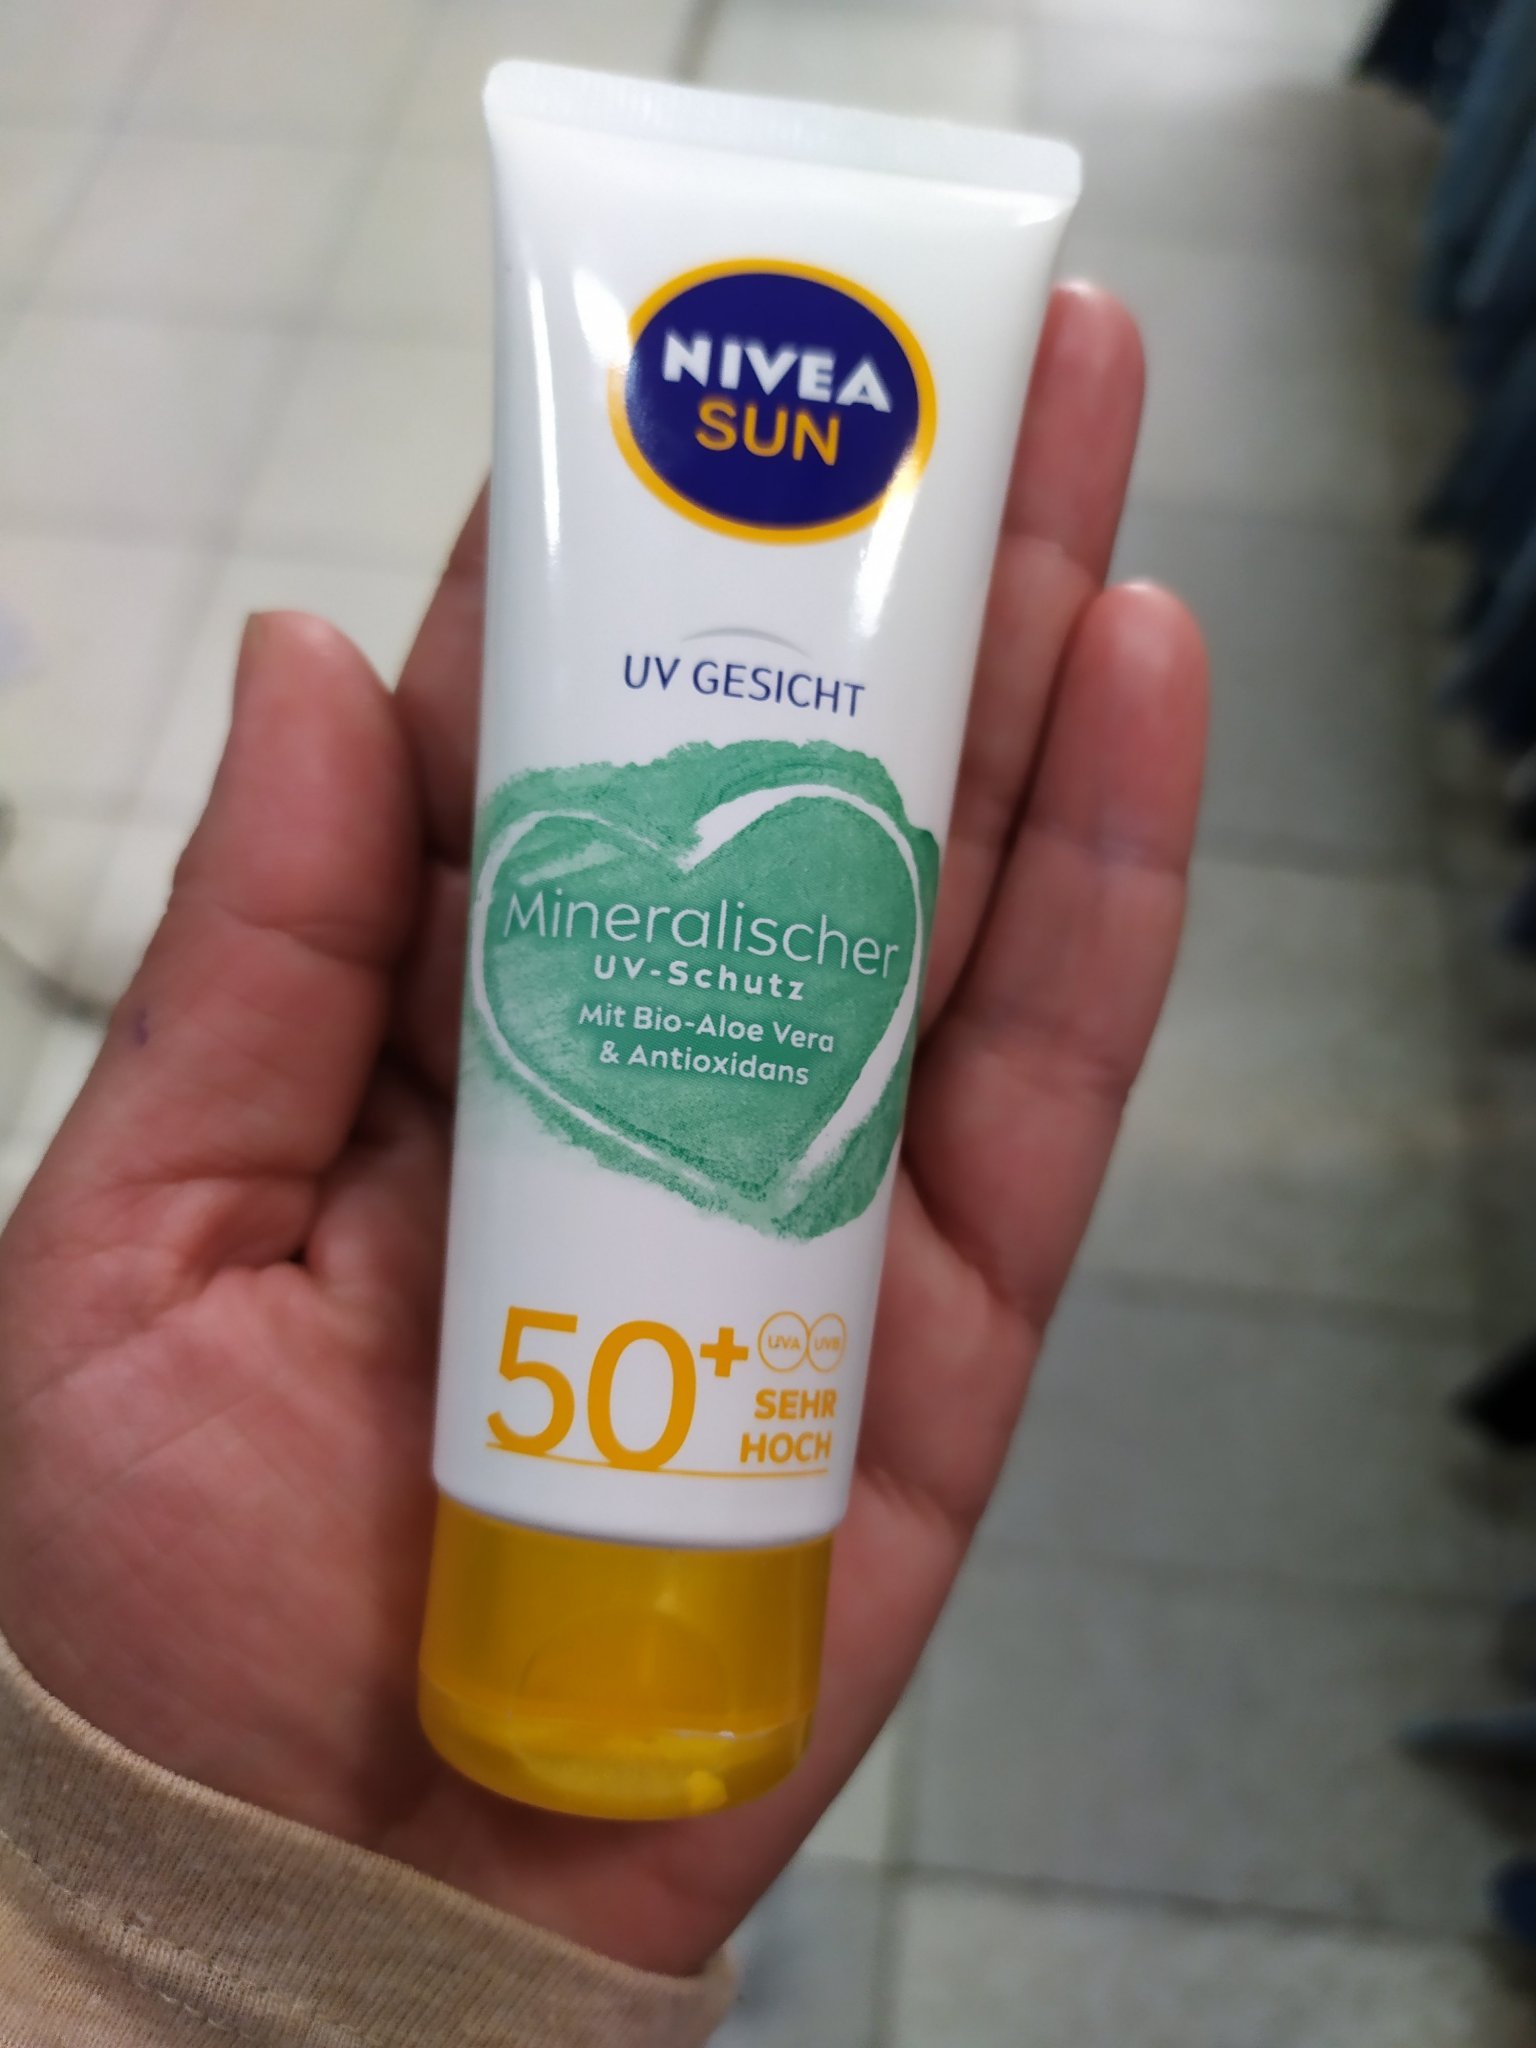 NIVEA
SUN
UV GESICHT
Mineralischer
UV-Schutz
Mit Bio-Aloe Vera
& Antioxidans
50+
UVA UVB
SEHR
HOCH